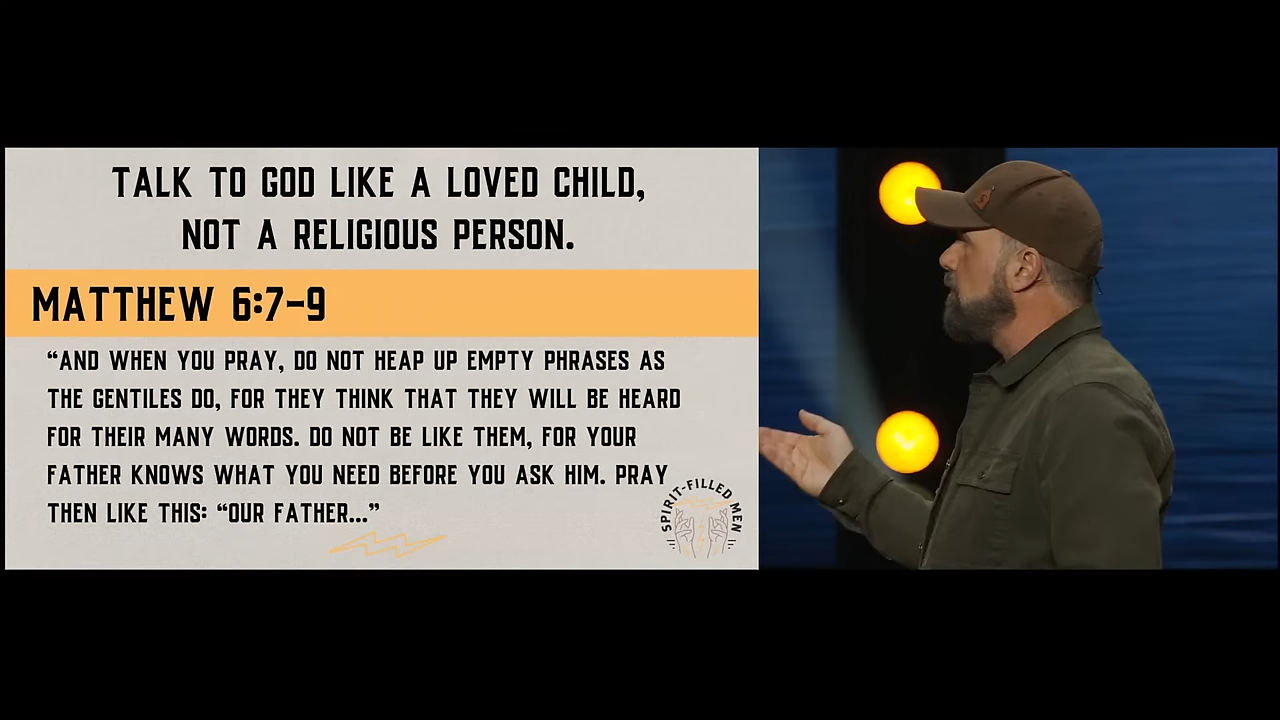 TALK TO GOD LIKE A LOVED CHILD,
NOT A RELIGIOUS PERSON.
MATTHEW 6:7-9
“AND WHEN YOU PRAY, DO NOT HEAP UP EMPTY PHRASES AS
THE GENTILES DO, FOR THEY THINK THAT THEY WILL BE HEARD
FOR THEIR MANY WORDS. DO NOT BE LIKE THEM, FOR YOUR
FATHER KNOWS WHAT YOU NEED BEFORE YOU ASK HIM. PRAY
THEN LIKE THIS: “OUR FATHER...”
SPIRIT-FILLED MEN